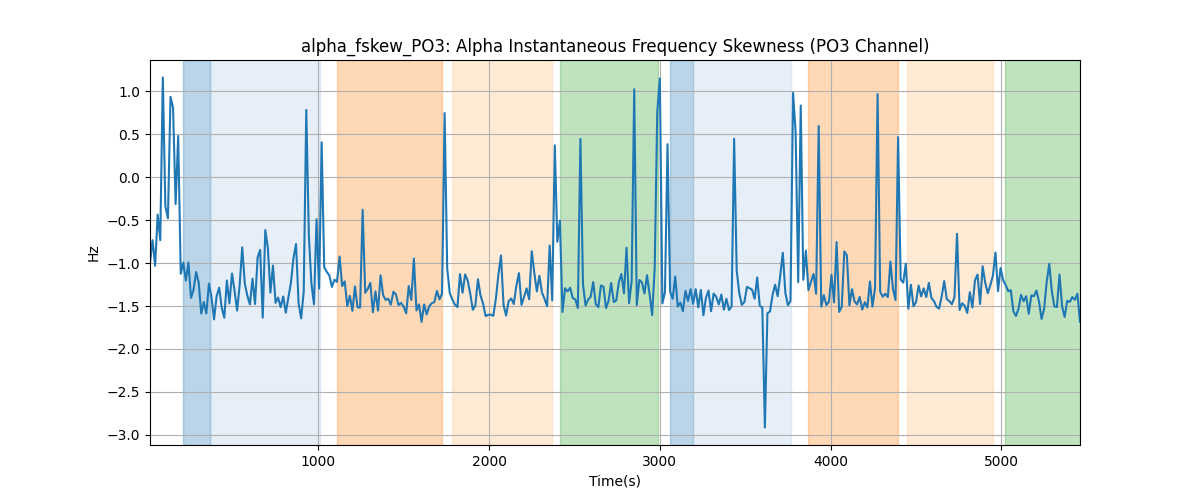 alpha_fskew_PO3: Alpha Instantaneous Frequency Skewness (PO3 Channel)
1.0
0.5
0.0
−0.5
−1.0
−1.5
−2.0
−2.5
−3.0
Hz
1000 2000 3000 4000 5000
Time(s)